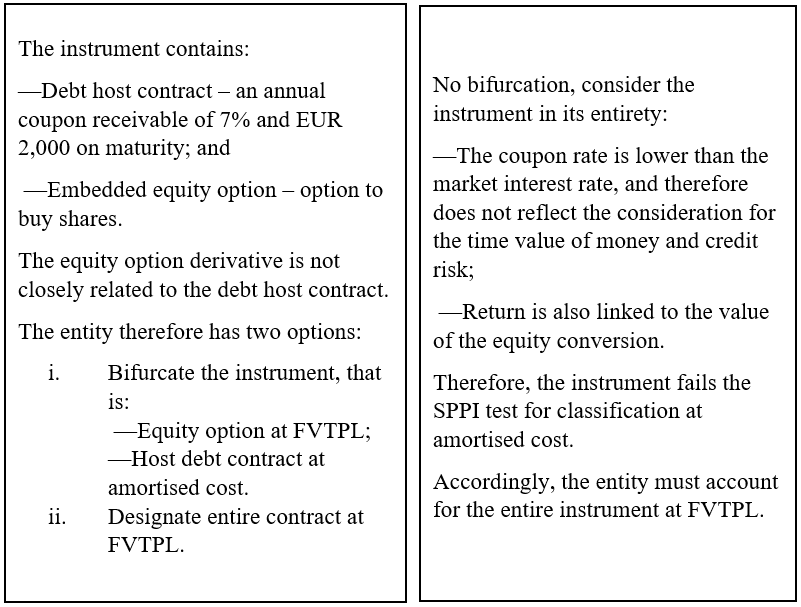 The instrument contains:
—Debt host contract – an annual
coupon receivable of 7% and EUR
2,000 on maturity; and
—Embedded equity option – option to
buy shares.
The equity option derivative is not
closely related to the debt host contract.
The entity therefore has two options:
i. Bifurcate the instrument, that
is:
—Equity option at FVTPL;
—Host debt contract at
amortised cost.
ii. Designate entire contract at
FVTPL.
No bifurcation, consider the
instrument in its entirety:
—The coupon rate is lower than the
market interest rate, and therefore
does not reflect the consideration for
the time value of money and credit
risk;
—Return is also linked to the value
of the equity conversion.
Therefore, the instrument fails the
SPPI test for classification at
amortised cost.
Accordingly, the entity must account
for the entire instrument at FVTPL.